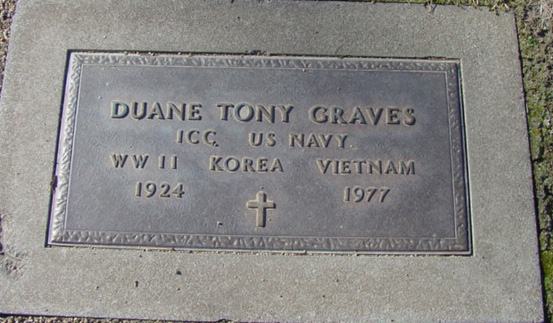 DUANE TONY GRAVES
ICC US NAVY
WW II KOREA VIETNAM
1924 1977